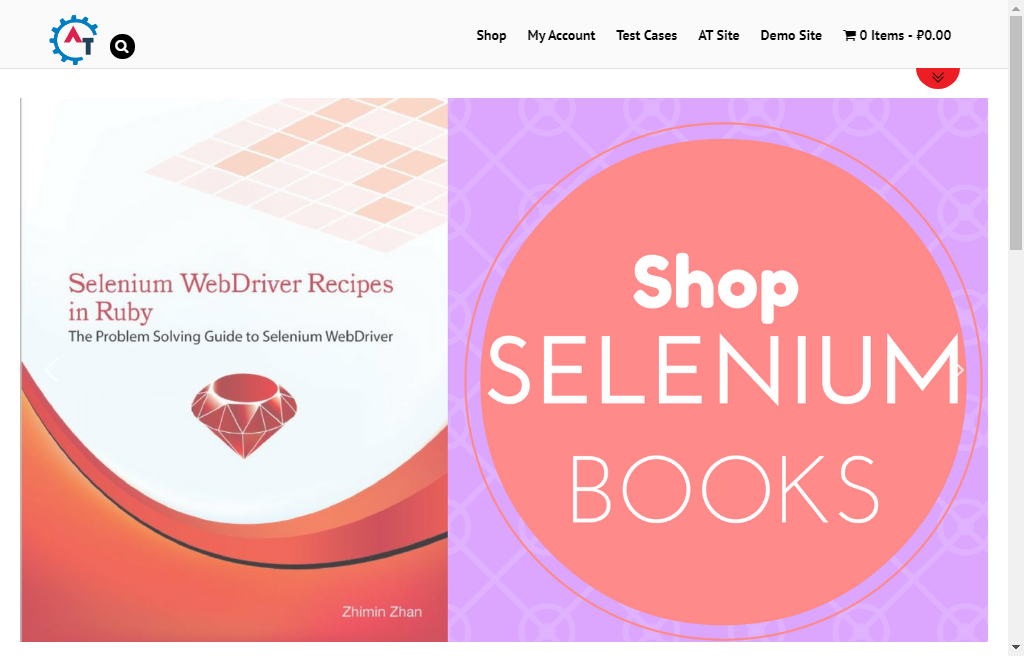 AT
Shop
My Account
Test Cases
AT Site
Demo Site
0 Items - ₽0.00
Selenium WebDriver Recipes
in Ruby
The Problem Solving Guide to Selenium WebDriver
Zhimin Zhan
Shop
SELENIUM
BOOKS